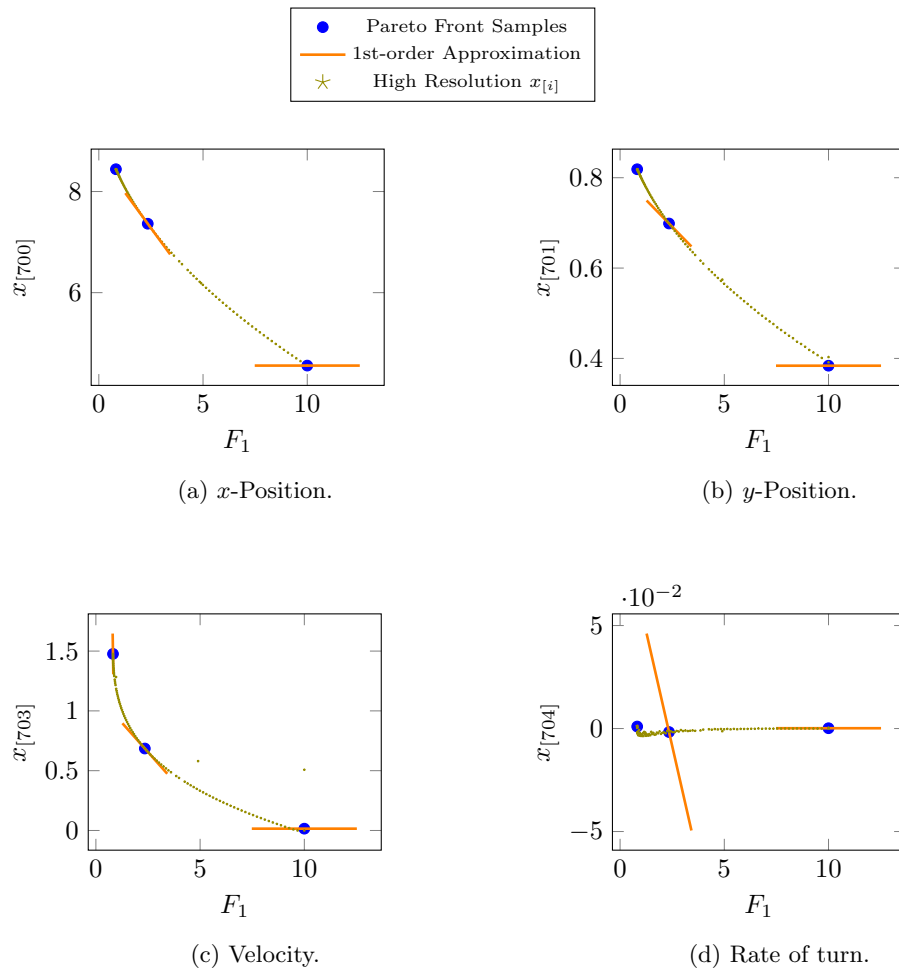 Pareto Front Samples
1st-order Approximation
High Resolution x[i]
0
5
10
6
8
F1
x[700]
(a) x-Position.
0
5
10
0.4
0.6
0.8
F1
x[701]
(b) y-Position.
0
5
10
0
0.5
1
1.5
F1
x[703]
(c) Velocity.
0
5
10
−5
0
5
·10−2
F1
x[704]
(d) Rate of turn.